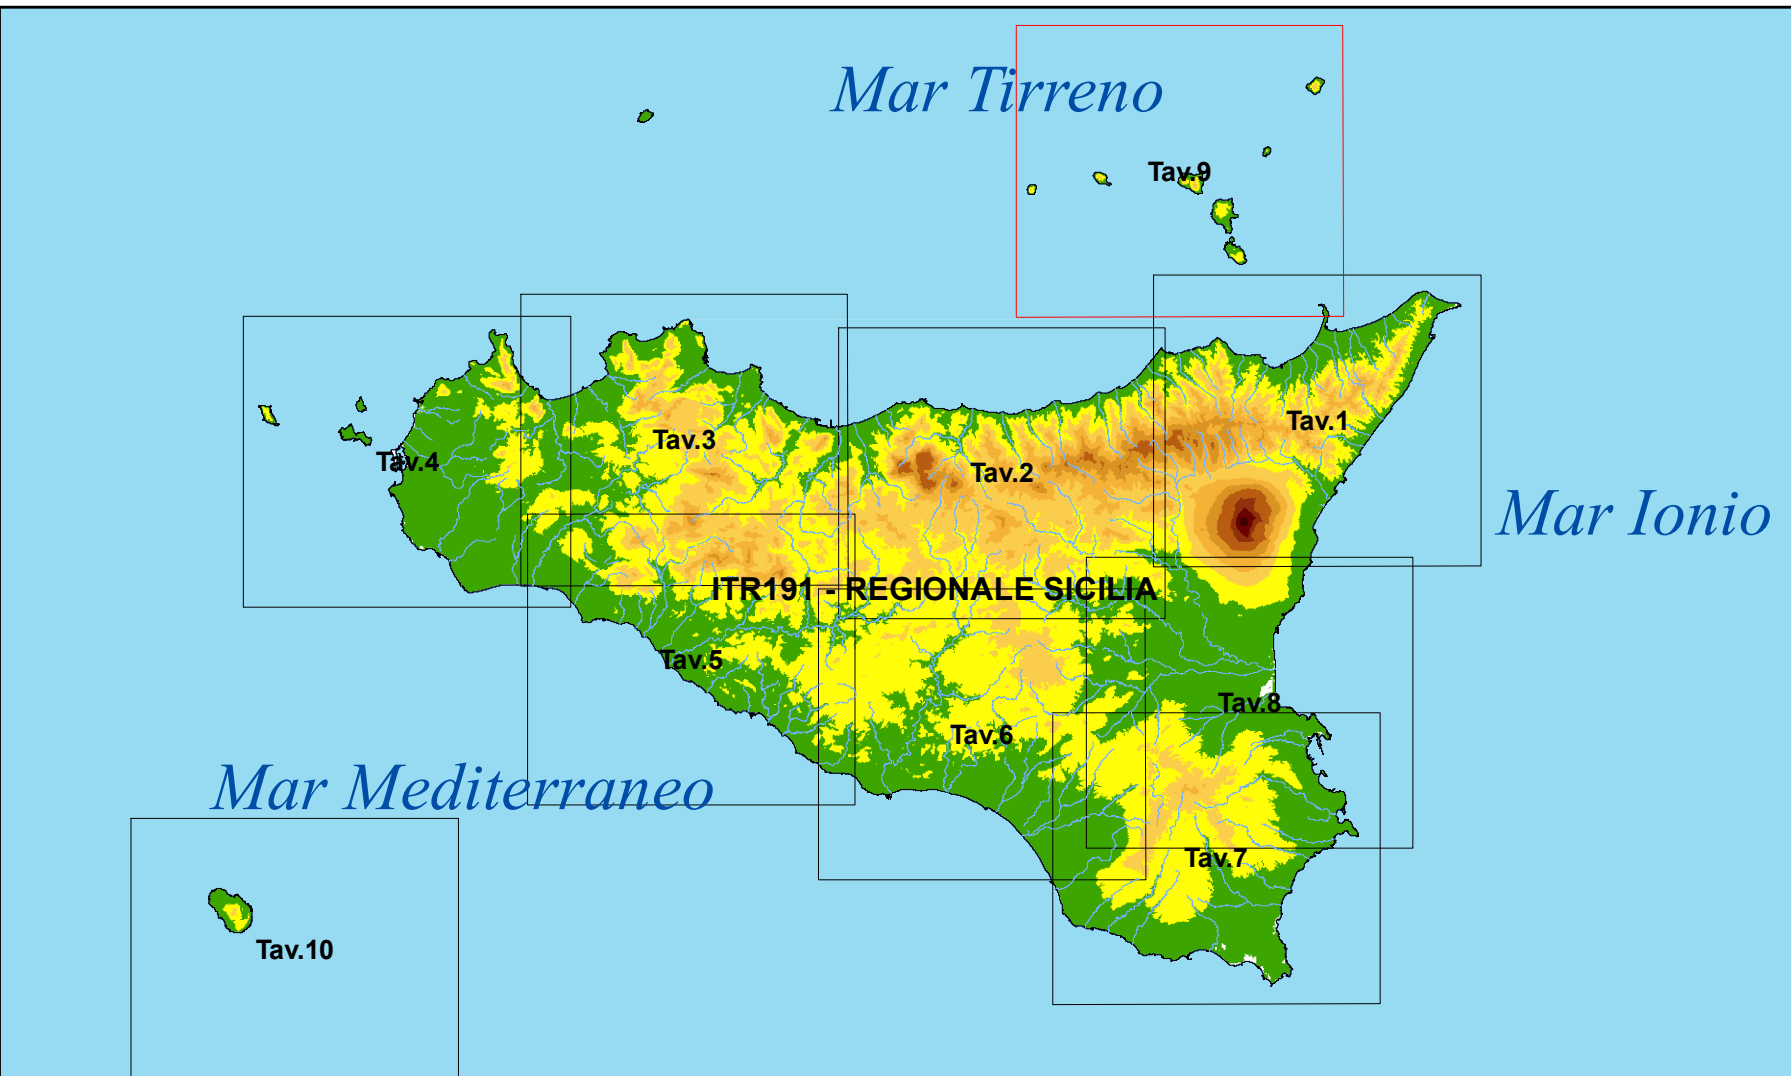 Mar Tirreno
Tav.9
Tav.1
Tav.3
Tav.4
Tav.2
Mar Ionio
ITR191 - REGIONALE SICILIA
Tav.5
Tav.8
Tav.6
Mar Mediterraneo
Tav.7
Tav.10